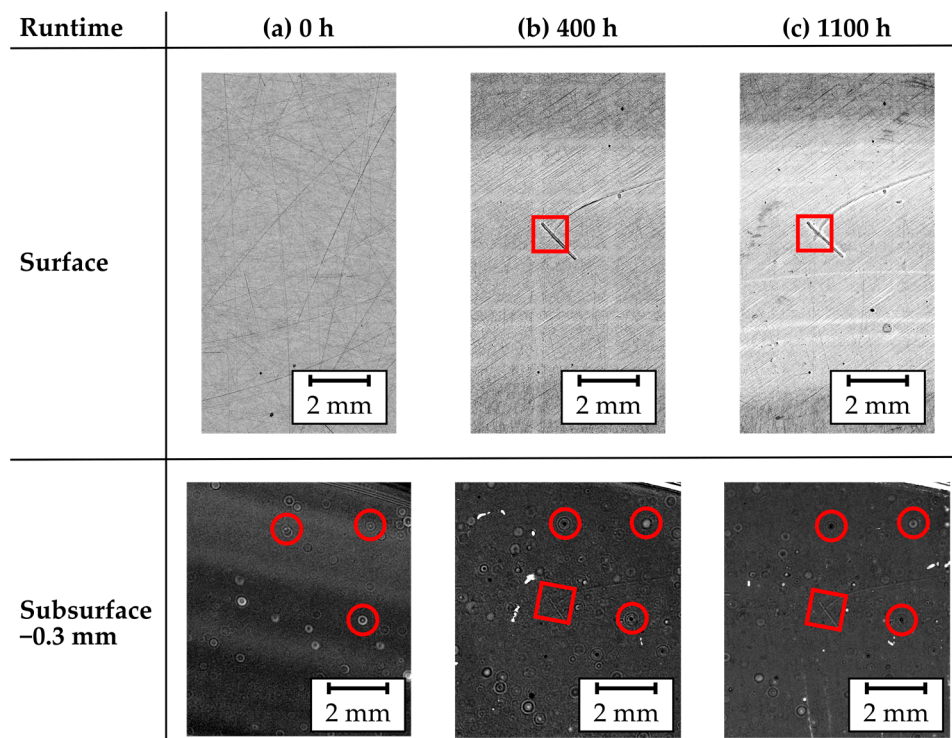 Runtime (a) 0 h (b) 400 h (c) 1100 h
Surface
2 mm 2 mm 2 mm
Subsurface
−0.3 mm
2 mm 2 mm 2 mm